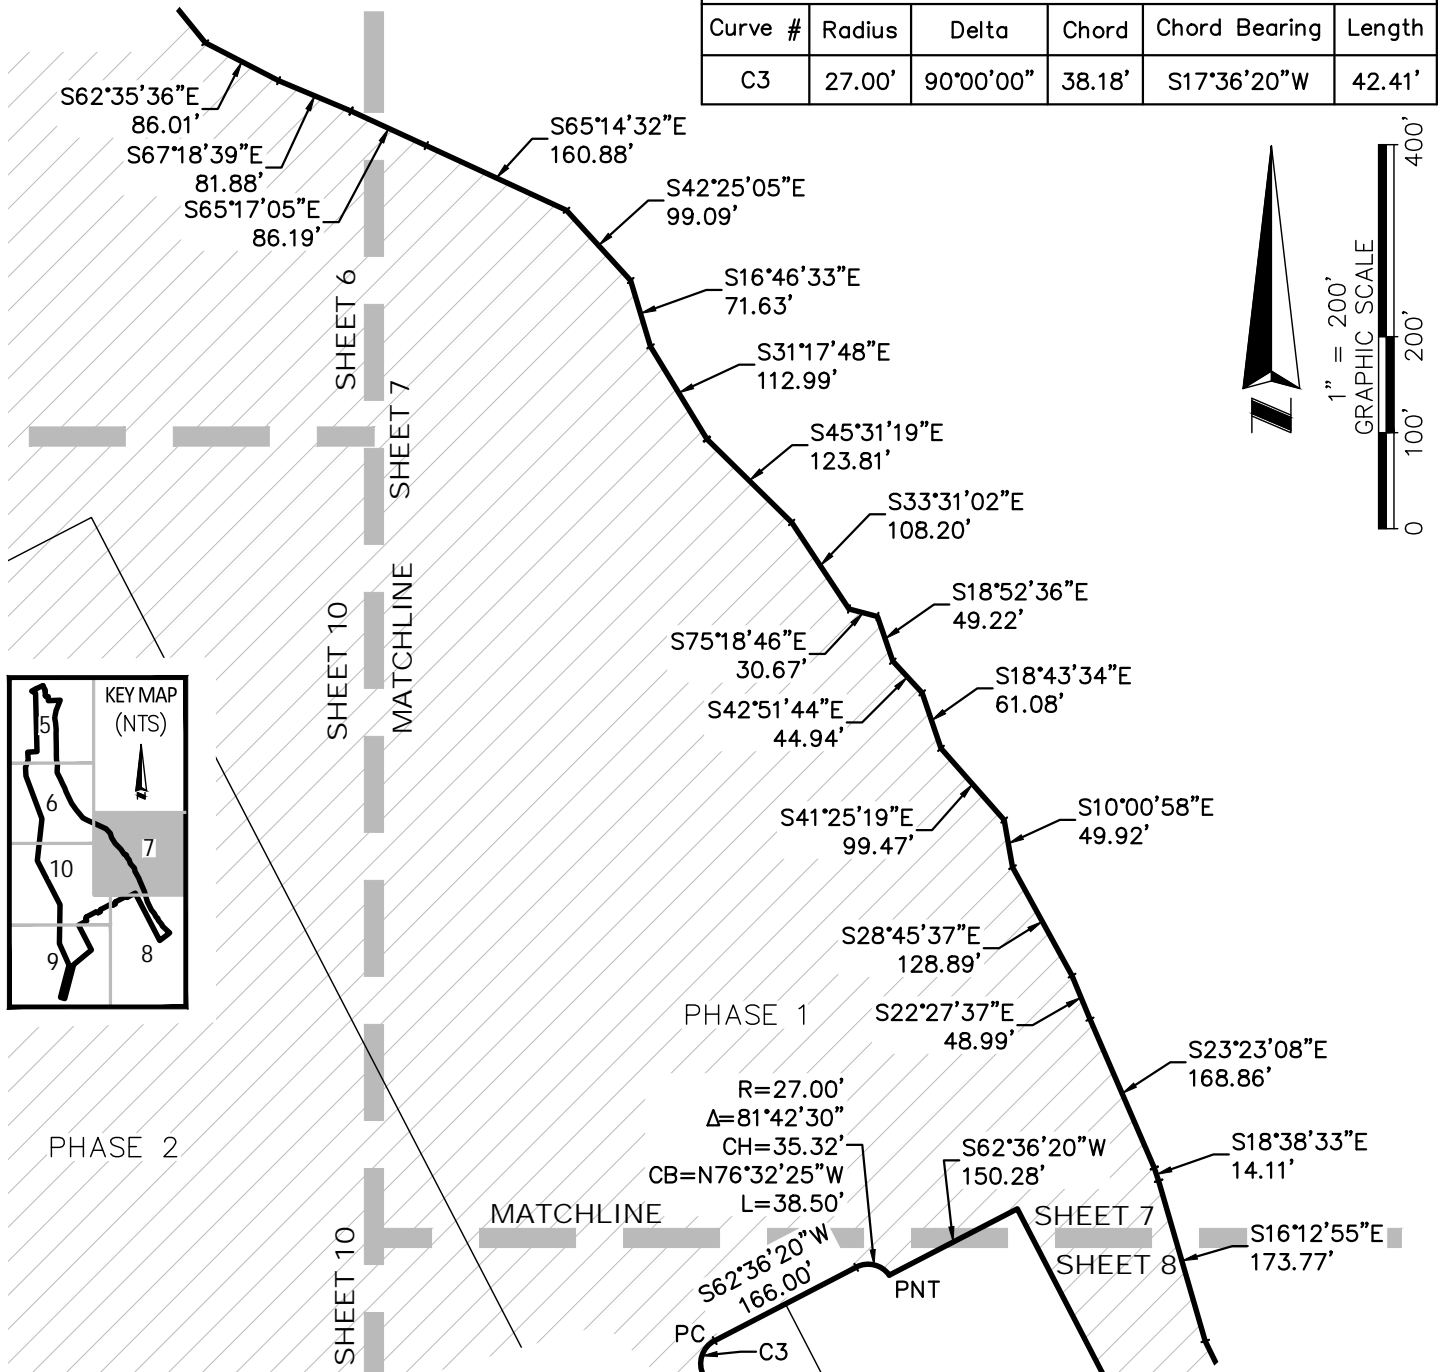 Curve # Radius Delta Chord Chord Bearing Length
C3 27.00' 90°00'00" 38.18' S17°36'20"W 42.41'
S62°35'36"E
86.01'
S67°18'39"E
81.88'
S65°17'05"E
86.19'
S65°14'32"E
160.88'
S42°25'05"E
99.09'
S16°46'33"E
71.63'
S31°17'48"E
112.99'
S45°31'19"E
123.81'
S33°31'02"E
108.20'
S75°18'46"E
30.67'
S18°52'36"E
49.22'
S42°51'44"E
44.94'
S18°43'34"E
61.08'
S41°25'19"E
99.47'
S10°00'58"E
49.92'
S28°45'37"E
128.89'
S22°27'37"E
48.99'
S23°23'08"E
168.86'
S18°38'33"E
14.11'
S16°12'55"E
173.77'
1" = 200'
GRAPHIC SCALE
0
100'
200'
400'
N
SHEET 6
SHEET 7
SHEET 10
MATCHLINE
KEY MAP
(NTS)
N
5
6
7
10
9
8
PHASE 1
PHASE 2
R=27.00'
Δ=81°42'30"
CH=35.32'
CB=N76°32'25"W
L=38.50'
S62°36'20"W
150.28'
MATCHLINE
SHEET 7
SHEET 8
SHEET 10
S62°36'20"W
166.00'
PNT
PC
C3